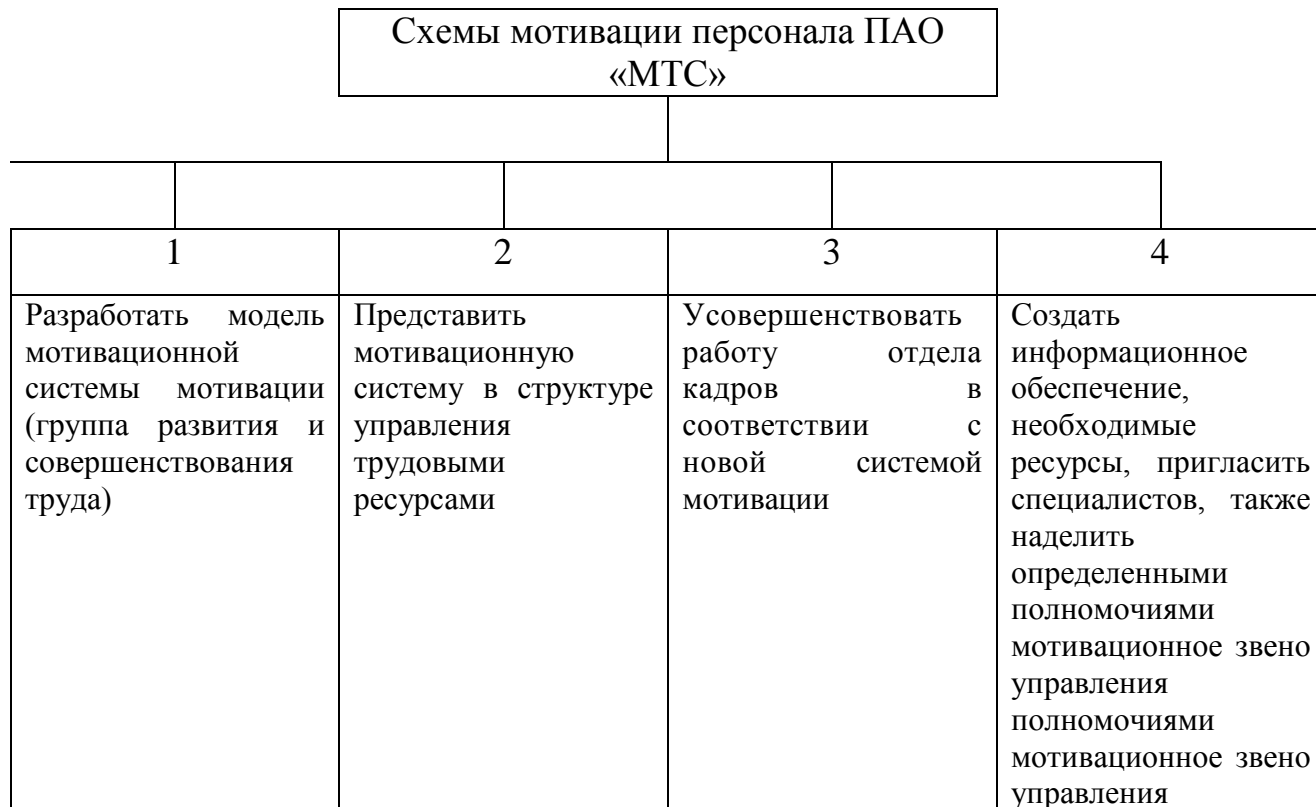 Схемы мотивации персонала ПАО
«МТС»
1
2
3
4
Разработать модель
мотивационной
системы мотивации
(группа развития и
совершенствования
труда)
Представить
мотивационную
систему в структуре
управления
трудовыми
ресурсами
Усовершенствовать
работу отдела
кадров в
соответствии с
новой системой
мотивации
Создать
информационное
обеспечение,
необходимые
ресурсы, пригласить
специалистов, также
наделить
определенными
полномочиями
мотивационное звено
управления
полномочиями
мотивационное звено
управления